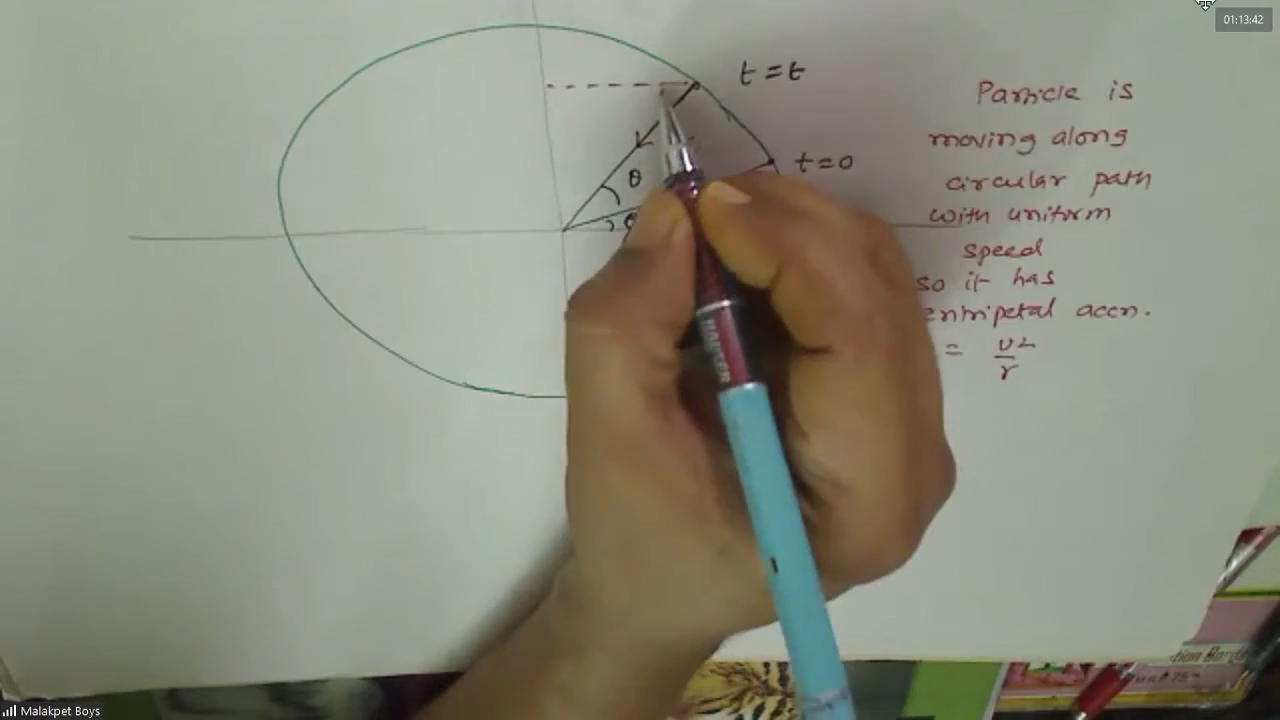 01:13:42
t = t
Particle is
moving along
t=0
circular path
θ
with uniform
speed
so it has
entripetal accn.
= v²
r
Malakpet Boys